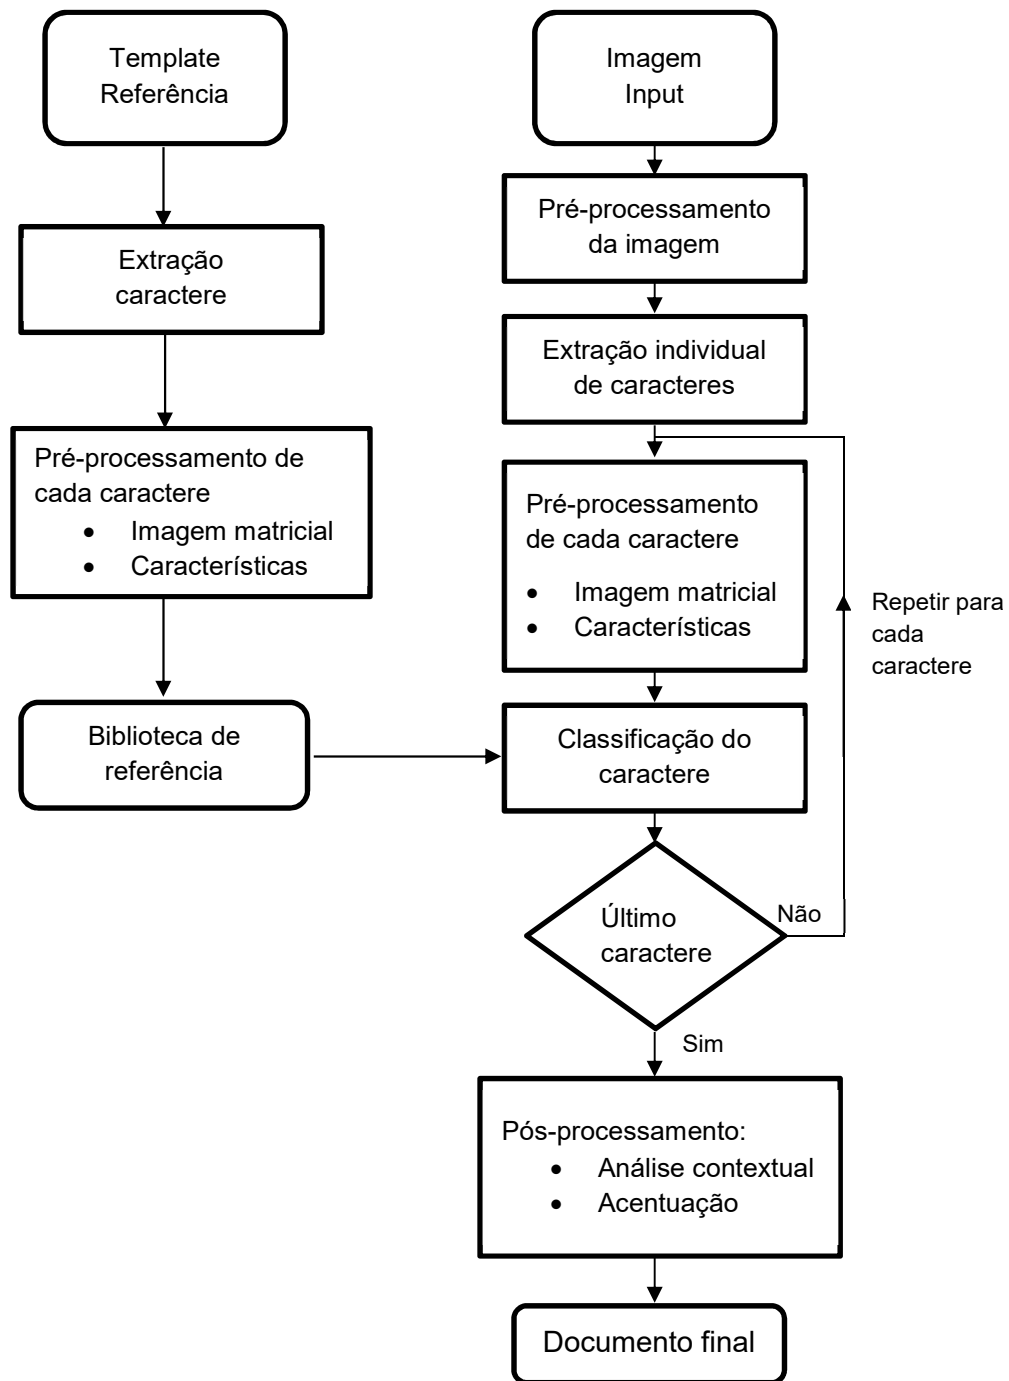 Template
Referência
Extração
caractere
Pré-processamento de
cada caractere
• Imagem matricial
• Características
Biblioteca de
referência
Imagem
Input
Pré-processamento
da imagem
Extração individual
de caracteres
Pré-processamento
de cada caractere
• Imagem matricial
• Características
Repetir para
cada
caractere
Classificação do
caractere
Último
caractere
Não
Sim
Pós-processamento:
• Análise contextual
• Acentuação
Documento final